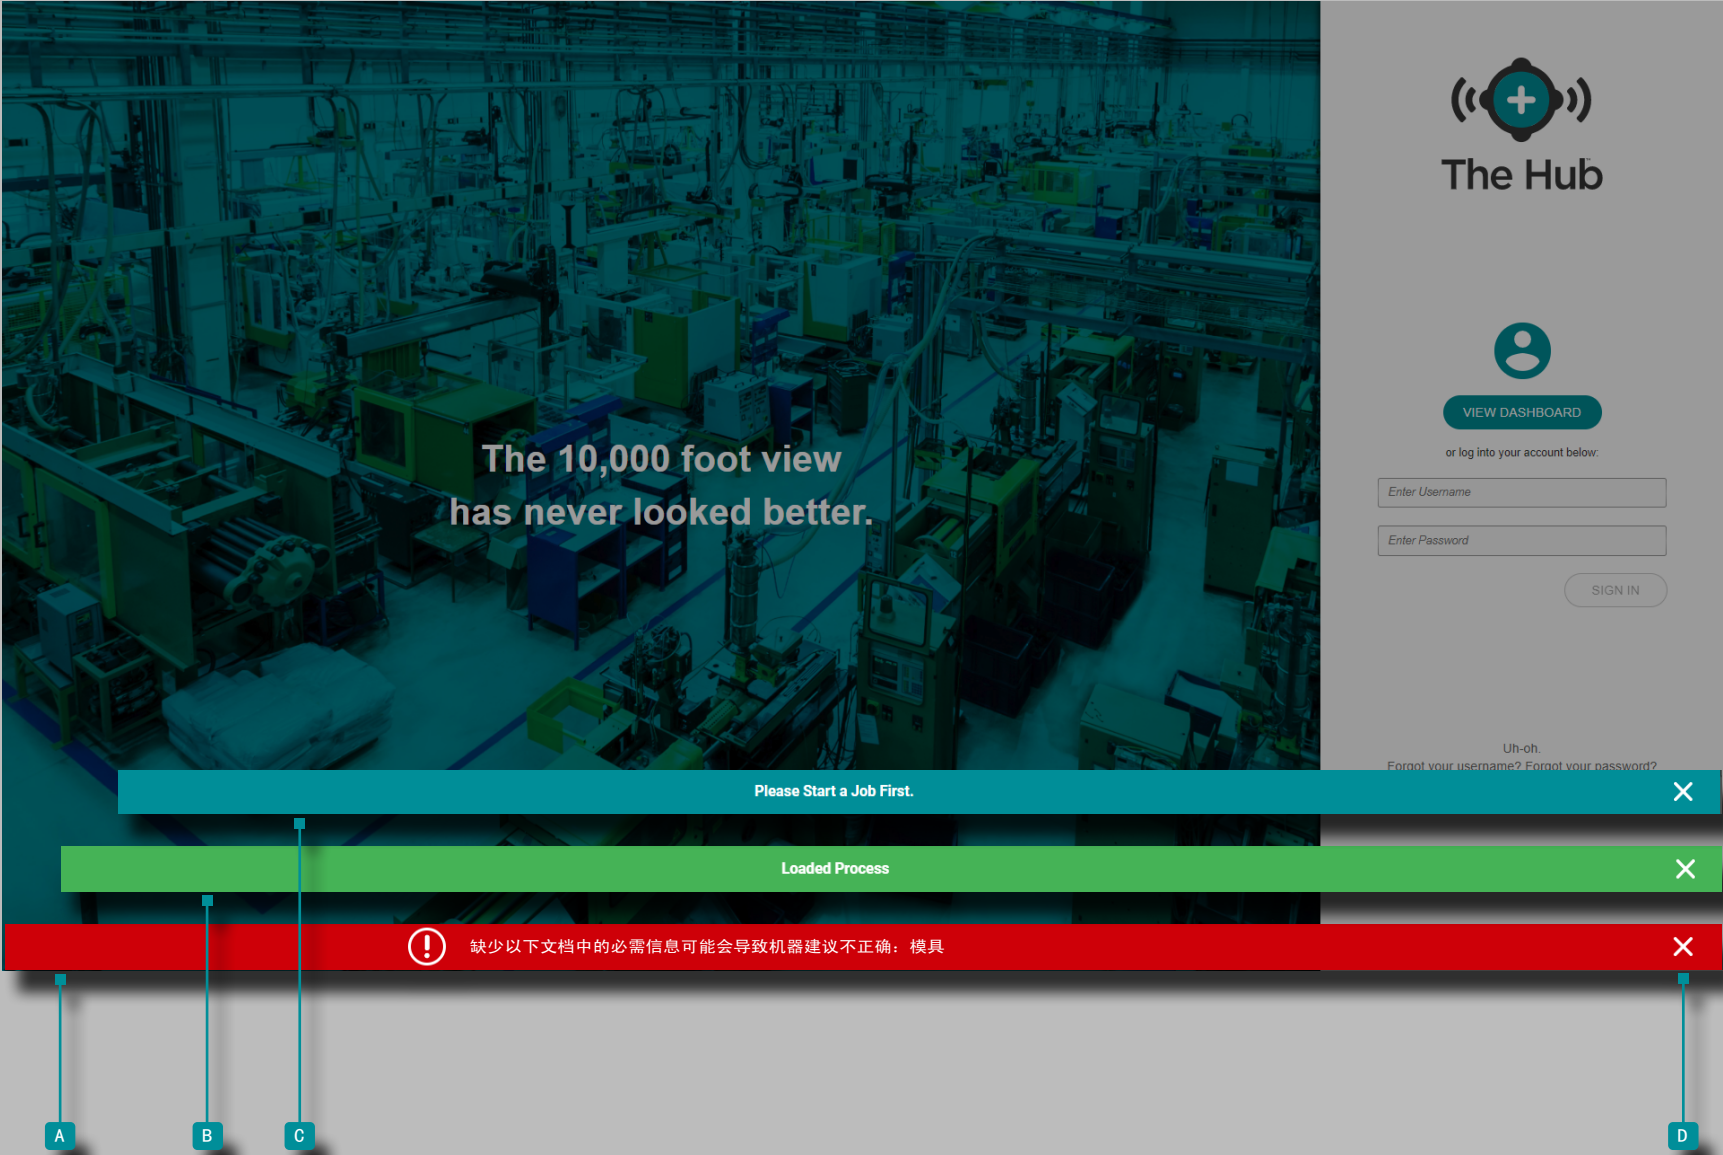 The Hub
VIEW DASHBOARD
or log into your account below:
Enter Username
Enter Password
SIGN IN
The 10,000 foot view
has never looked better.
Uh-oh.
Forgot your username? Forgot your password?
Please Start a Job First.
Loaded Process
缺少以下文档中的必需信息可能会导致机器建议不正确：模具
A
B
C
D